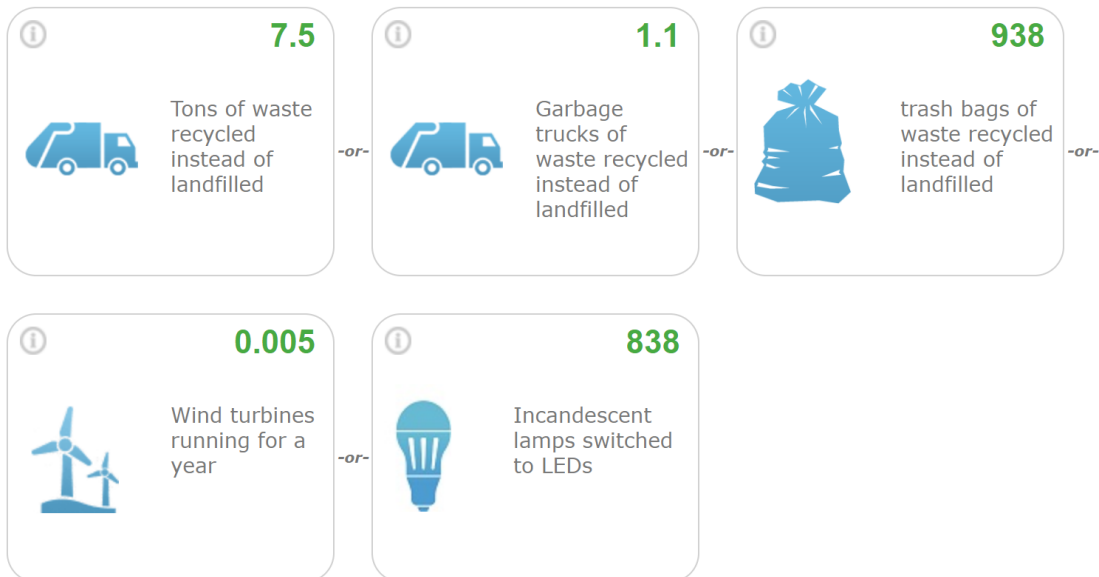 7.5
Tons of waste
recycled
instead of
landfilled
-or-
1.1
Garbage
trucks of
waste recycled
instead of
landfilled
-or-
938
trash bags of
waste recycled
instead of
landfilled
-or-
0.005
Wind turbines
running for a
year
-or-
838
Incandescent
lamps switched
to LEDs